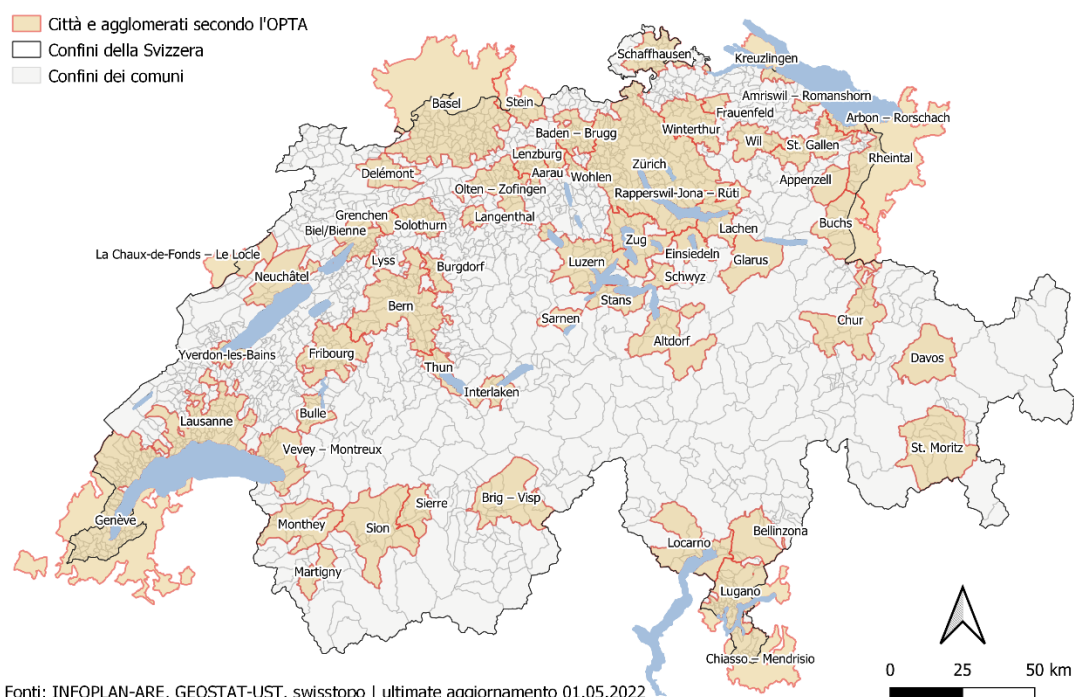 Città e agglomerati secondo l'OPTA
Confini della Svizzera
Confini dei comuni
Schaffhausen
Kreuzlingen
Basel
Stein
Amriswil – Romanshorn
Frauenfeld
Arbon – Rorschach
Baden – Brugg
Winterthur
Wil
St. Gallen
Lenzburg
Zürich
Rheintal
Delémont
Aarau
Wohlen
Appenzell
Olten – Zofingen
Rapperswil-Jona – Rüti
Grenchen
Langenthal
Solothurn
Buchs
Biel/Bienne
Lachen
Zug
La Chaux-de-Fonds – Le Locle
Einsiedeln
Lyss
Luzern
Glarus
Neuchâtel
Burgdorf
Schwyz
Stans
Bern
Sarnen
Chur
Altdorf
Yverdon-les-Bains
Fribourg
Davos
Thun
Interlaken
Bulle
Lausanne
Vevey – Montreux
St. Moritz
Sierre
Brig – Visp
Genève
Monthey
Sion
Bellinzona
Locarno
Martigny
Lugano
Chiasso – Mendrisio
0 25 50 km
Fonti: INFOPLAN-ARE, GEOSTAT-UST, swisstopo | ultimate aggiornamento 01.05.2022